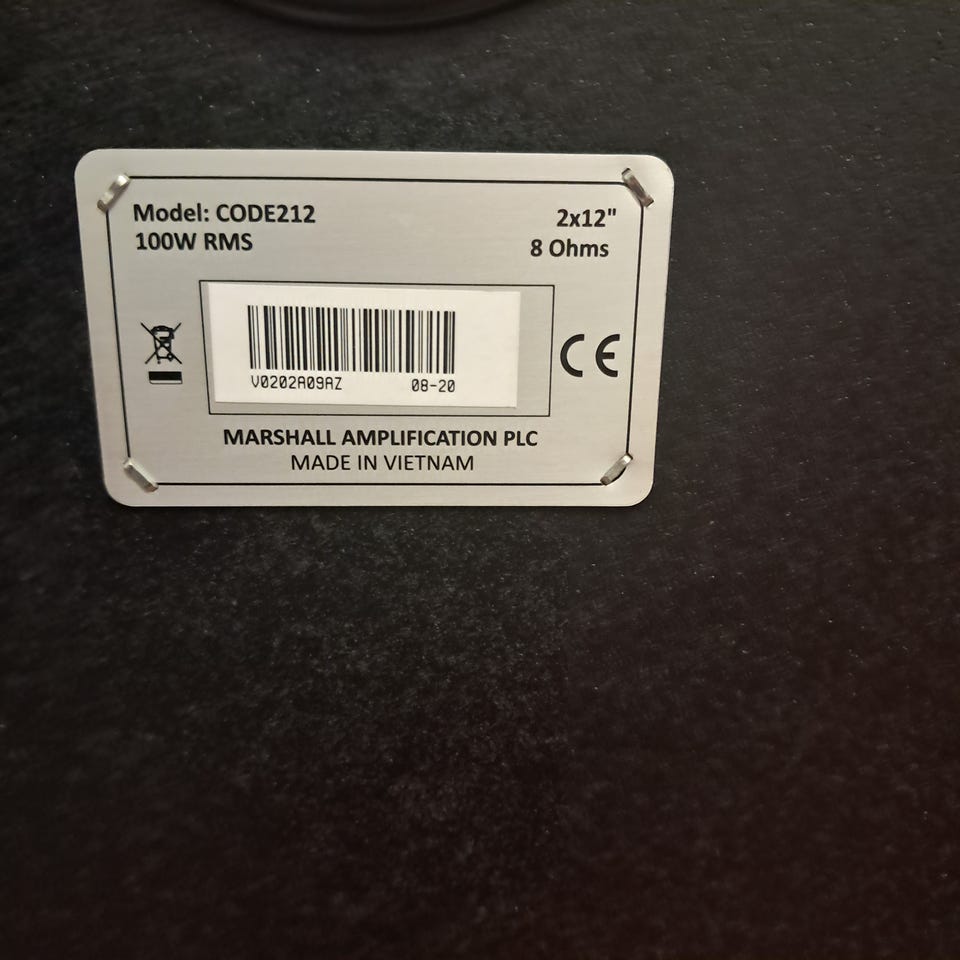 Model: CODE212 2x12"
100W RMS 8 Ohms
V0202A09AZ 08-20
CE
MARSHALL AMPLIFICATION PLC
MADE IN VIETNAM